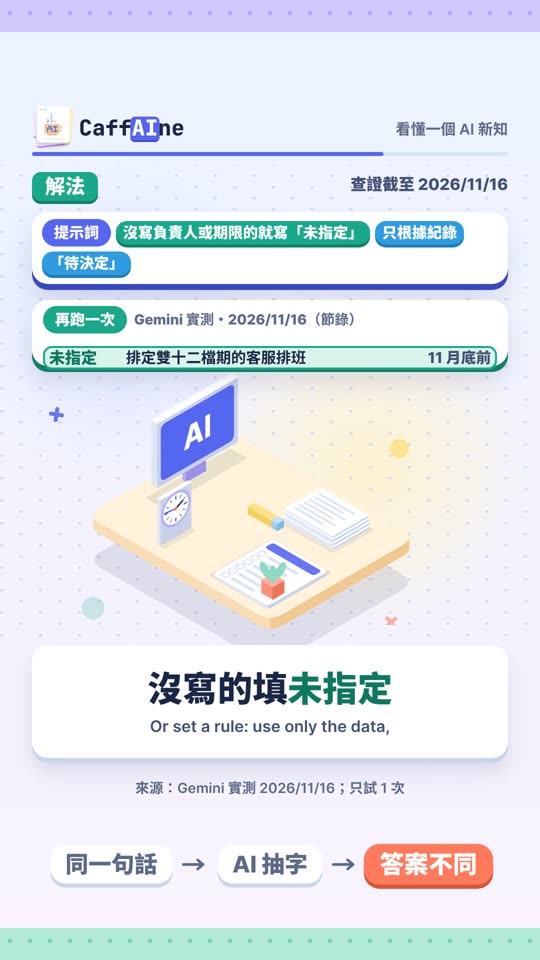 CaffAIne
看懂一個 AI 新知
解法
查證截至 2026/11/16
提示詞 沒寫負責人或期限的就寫「未指定」 只根據紀錄
「待決定」
再跑一次 Gemini 實測・2026/11/16（節錄）
未指定 排定雙十二檔期的客服排班 11 月底前
AI
沒寫的填未指定
Or set a rule: use only the data,
來源：Gemini 實測 2026/11/16；只試 1 次
同一句話 → AI 抽字 → 答案不同